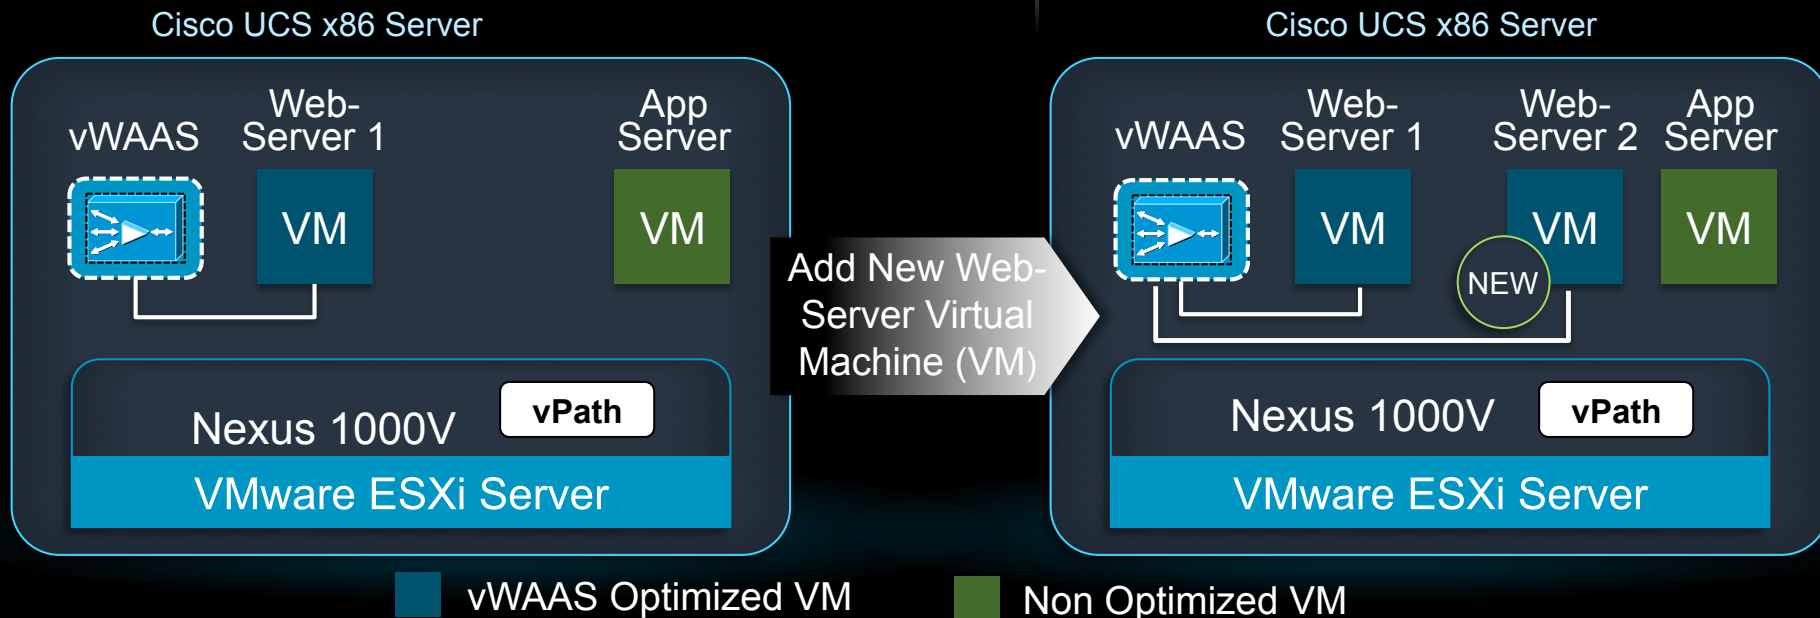 Cisco UCS x86 Server
vWAAS
Web-
Server 1
App
Server
VM
VM
Nexus 1000V
vPath
VMware ESXi Server
Add New Web-
Server Virtual
Machine (VM)
Cisco UCS x86 Server
vWAAS
Web-
Server 1
Web-
Server 2
App
Server
VM
VM
VM
NEW
Nexus 1000V
vPath
VMware ESXi Server
vWAAS Optimized VM
Non Optimized VM